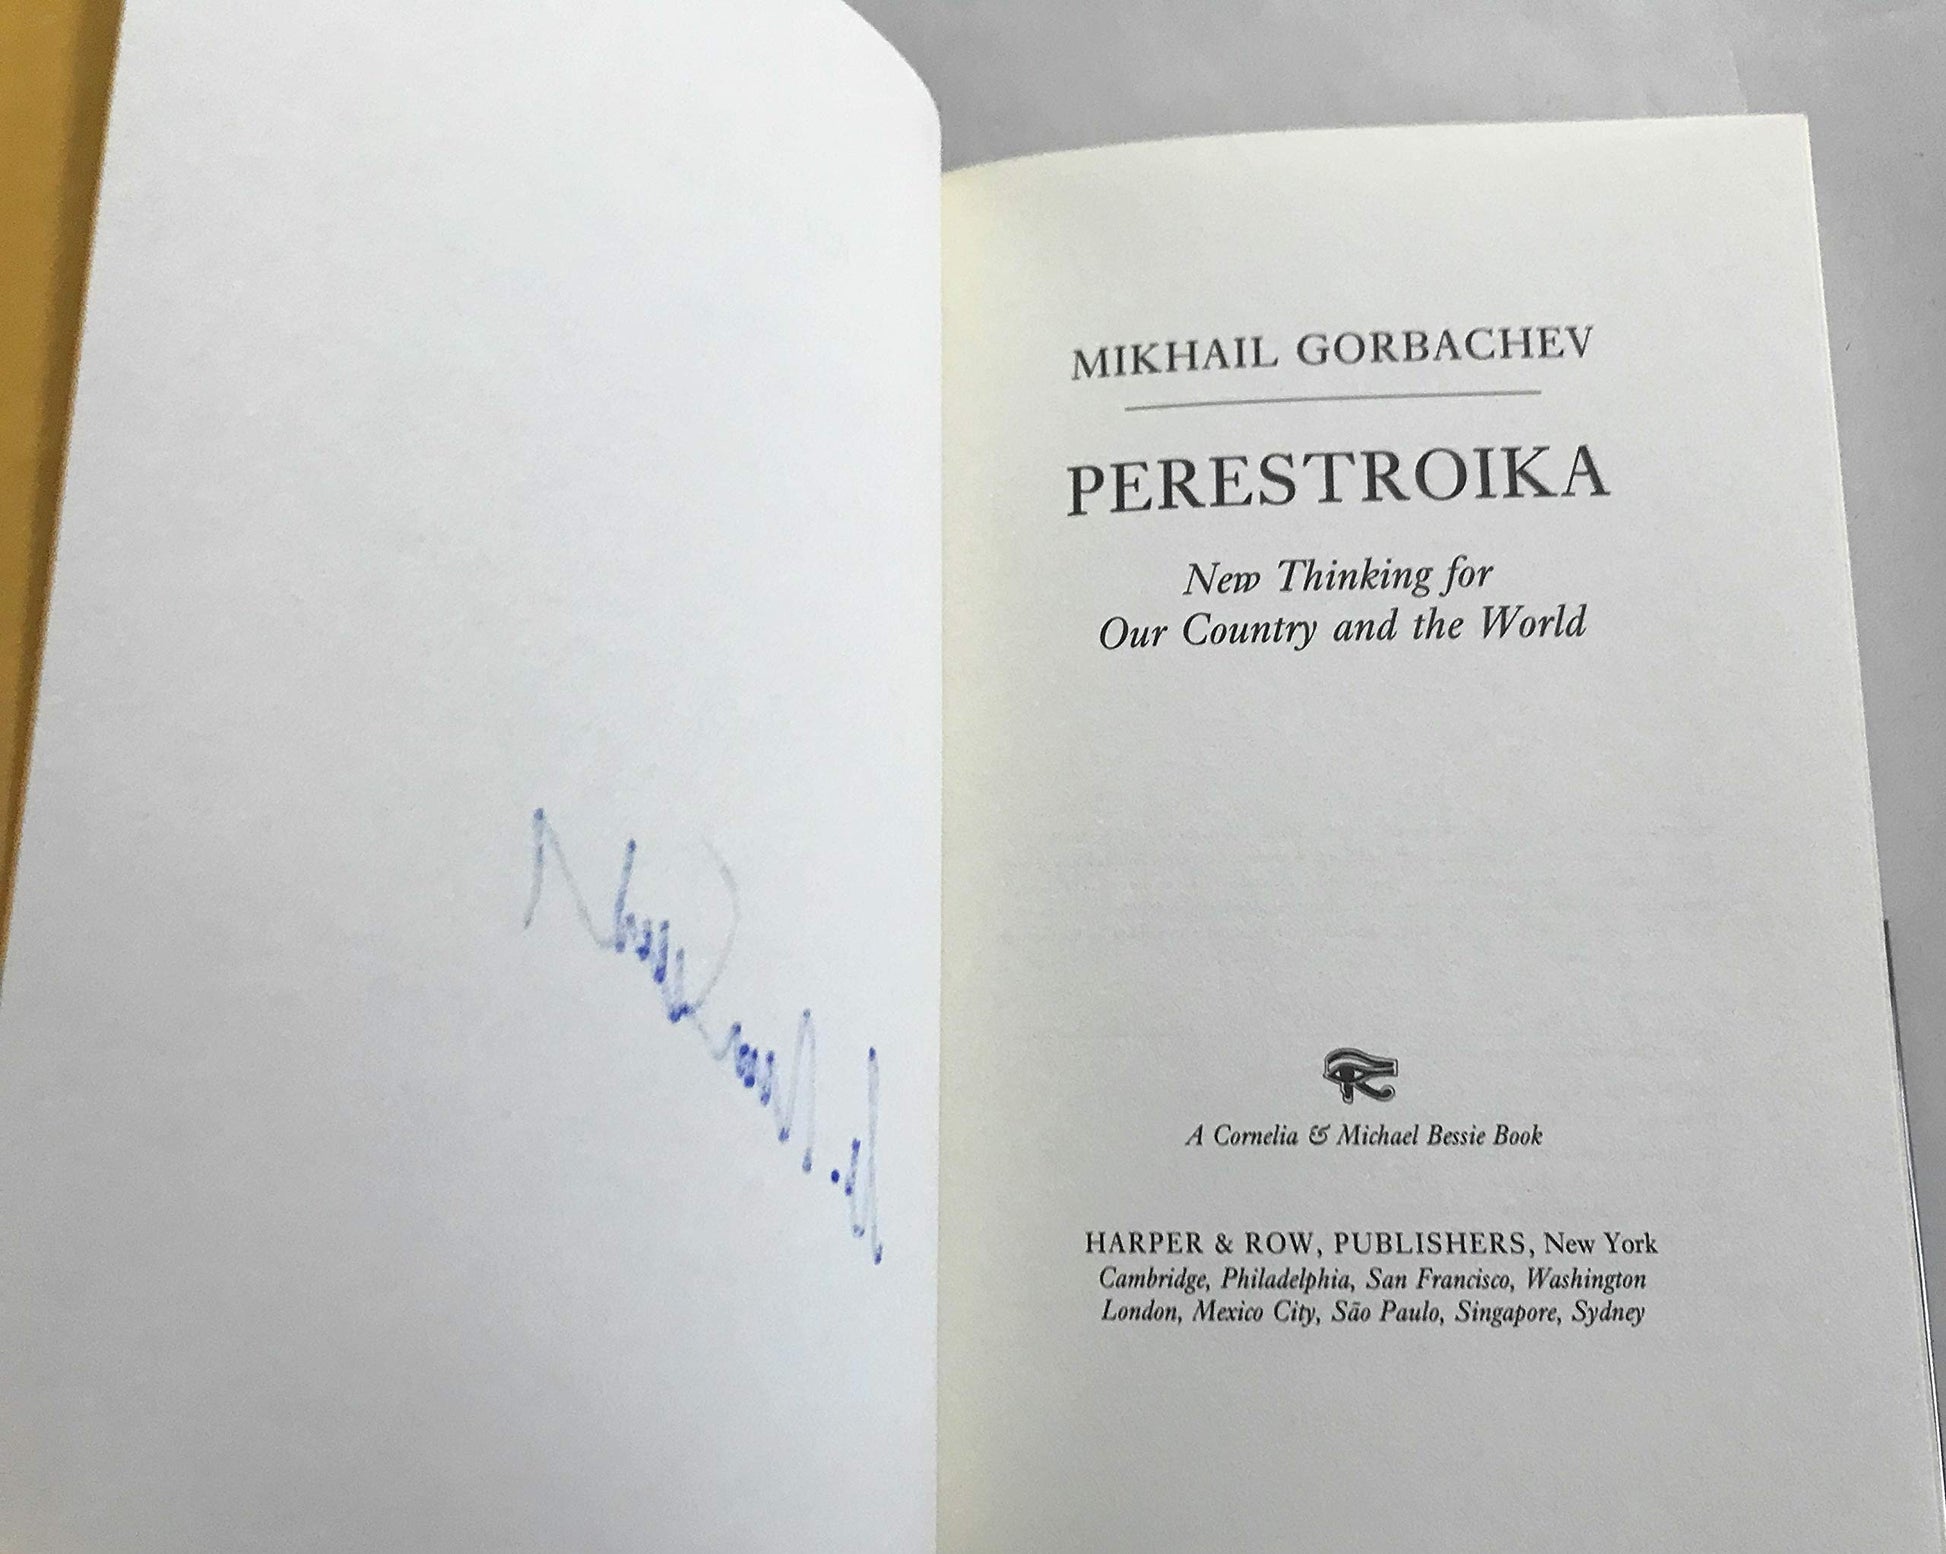 MIKHAIL GORBACHEV
PERESTROIKA
New Thinking for
Our Country and the World
A Cornelia & Michael Bessie Book
HARPER & ROW, PUBLISHERS, New York
Cambridge, Philadelphia, San Francisco, Washington
London, Mexico City, São Paulo, Singapore, Sydney